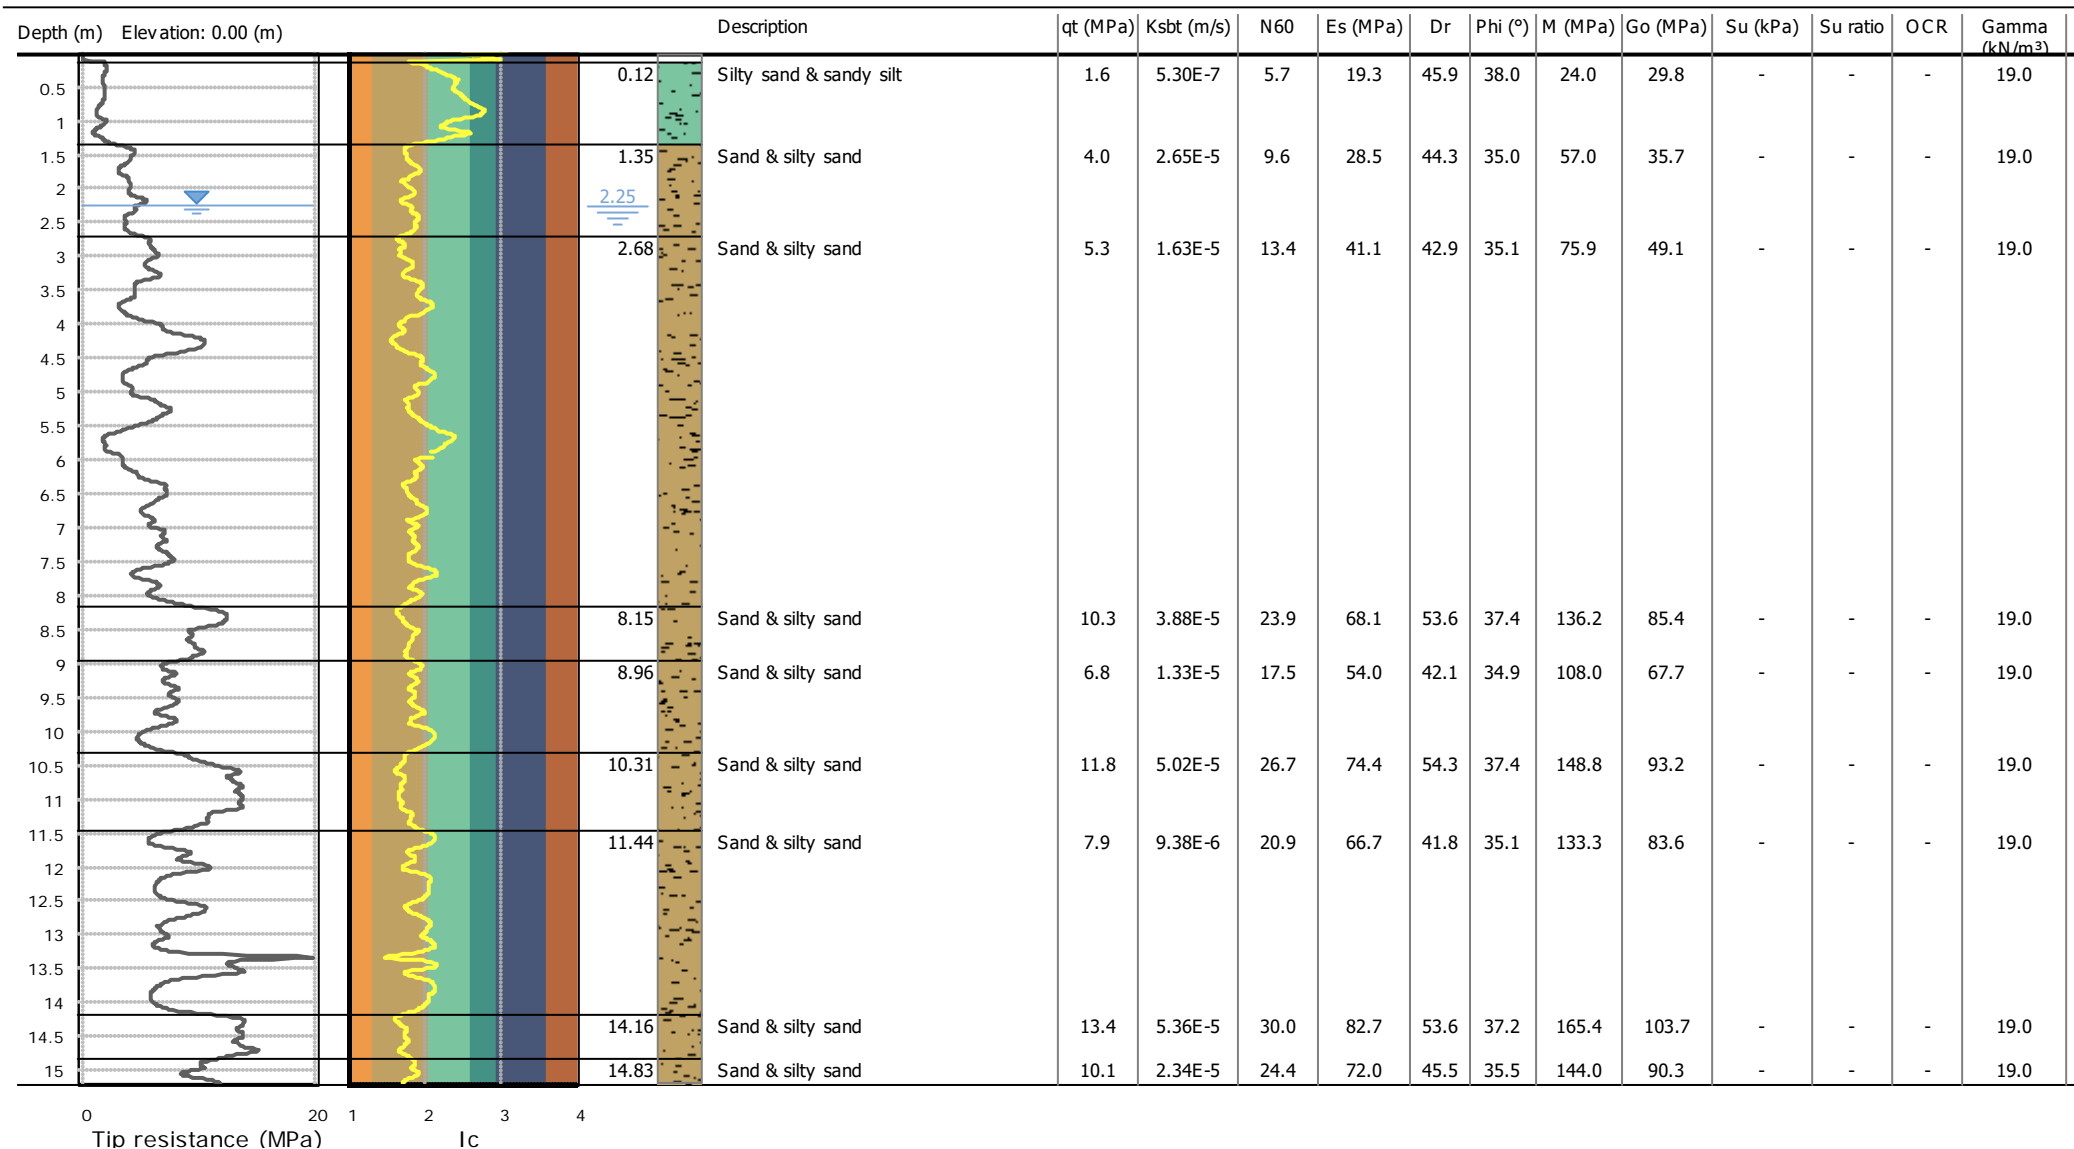 Depth (m) Elevation: 0.00 (m) Description qt (MPa) Ksbt (m/s) N60 Es (MPa) Dr Phi (°) M (MPa) Go (MPa) Su (kPa) Su ratio OCR Gamma (kN/m³)
0.12 Silty sand & sandy silt 1.6 5.30E-7 5.7 19.3 45.9 38.0 24.0 29.8 - - - 19.0
0.5
1
1.5 1.35 Sand & silty sand 4.0 2.65E-5 9.6 28.5 44.3 35.0 57.0 35.7 - - - 19.0
2 2.25
2.5
3 2.68 Sand & silty sand 5.3 1.63E-5 13.4 41.1 42.9 35.1 75.9 49.1 - - - 19.0
3.5
4
4.5
5
5.5
6
6.5
7
7.5
8
8.15 Sand & silty sand 10.3 3.88E-5 23.9 68.1 53.6 37.4 136.2 85.4 - - - 19.0
8.5
9 8.96 Sand & silty sand 6.8 1.33E-5 17.5 54.0 42.1 34.9 108.0 67.7 - - - 19.0
9.5
10
10.5 10.31 Sand & silty sand 11.8 5.02E-5 26.7 74.4 54.3 37.4 148.8 93.2 - - - 19.0
11
11.5 11.44 Sand & silty sand 7.9 9.38E-6 20.9 66.7 41.8 35.1 133.3 83.6 - - - 19.0
12
12.5
13
13.5
14
14.5 14.16 Sand & silty sand 13.4 5.36E-5 30.0 82.7 53.6 37.2 165.4 103.7 - - - 19.0
15 14.83 Sand & silty sand 10.1 2.34E-5 24.4 72.0 45.5 35.5 144.0 90.3 - - - 19.0
0 20 1 2 3 4
Tip resistance (MPa) Ic